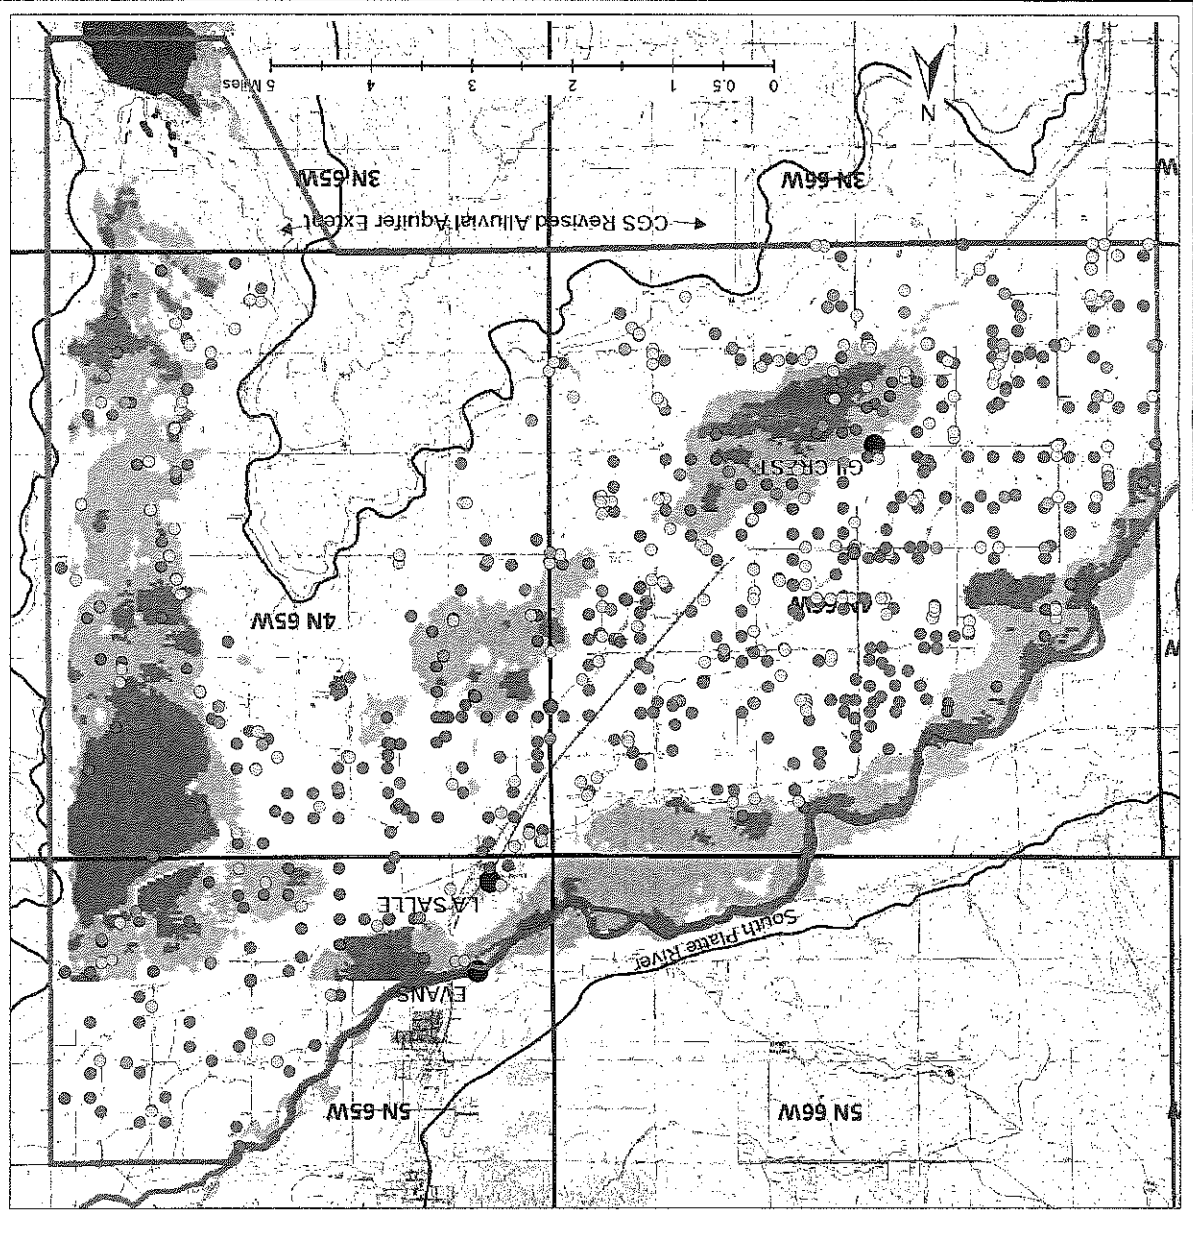 5N 66W
5N 65W
EVANS
South Platte River
LA SALLE
4N 66W
4N 65W
GILCREST
CGS Revised Alluvial Aquifer Extent
3N 66W
3N 65W
W
W
W
N
0 0.5 1 2 3 4 5 Miles